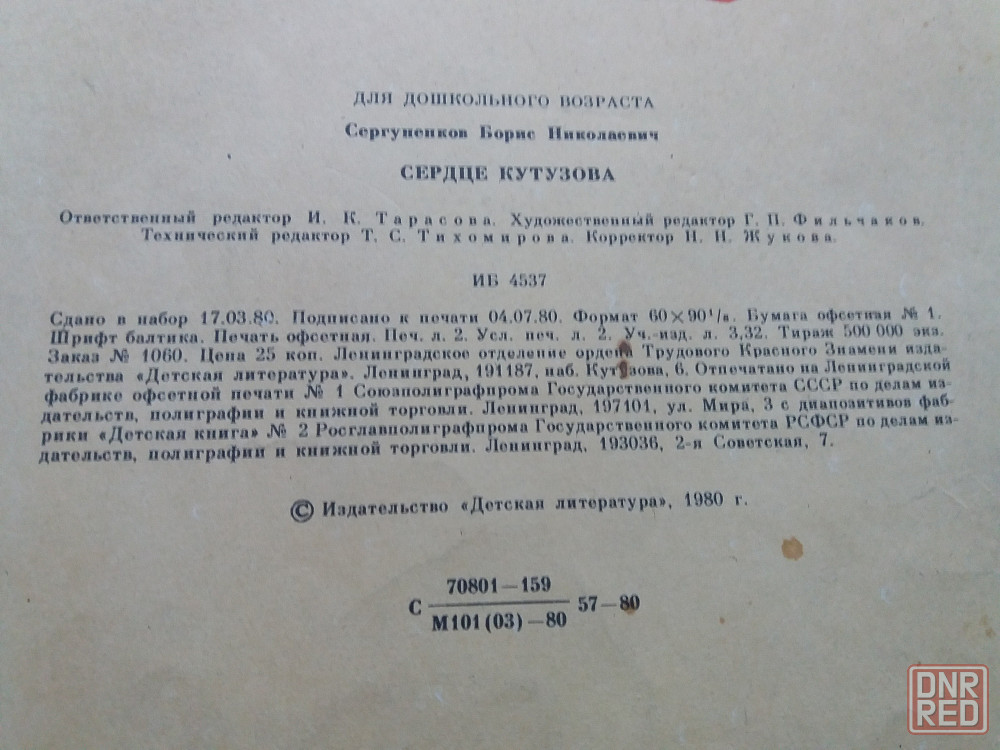 ДЛЯ ДОШКОЛЬНОГО ВОЗРАСТА
Сергуненков Борис Николаевич
СЕРДЦЕ КУТУЗОВА
Ответственный редактор И. К. Тарасова. Художественный редактор Г. П. Фильчаков.
Технический редактор Т. С. Тихомирова. Корректор Н. Н. Жукова.
ИБ 4537
Сдано в набор 17.03.80. Подписано к печати 04.07.80. Формат 60×90¹/₈. Бумага офсетная № 1.
Шрифт балтика. Печать офсетная. Печ. л. 2. Усл. печ. л. 2. Уч.-изд. л. 3,32. Тираж 500 000 экз.
Заказ № 1060. Цена 25 коп. Ленинградское отделение ордена Трудового Красного Знамени изда-
тельства «Детская литература». Ленинград, 191187, наб. Кутузова, 6. Отпечатано на Ленинградской
фабрике офсетной печати № 1 Союзполиграфпрома Государственного комитета СССР по делам из-
дательств, полиграфии и книжной торговли. Ленинград, 197101, ул. Мира, 3 с диапозитивов фаб-
рики «Детская книга» № 2 Росглавполиграфпрома Государственного комитета РСФСР по делам из-
дательств, полиграфии и книжной торговли. Ленинград, 193036, 2-я Советская, 7.
© Издательство «Детская литература», 1980 г.
70801—159
С 57—80
М101(03)—80
DNR
RED